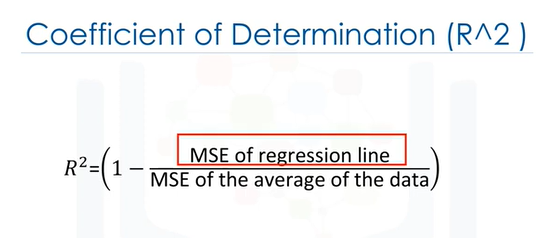 Coefficient of Determination (R^2 )
R²=(1 − MSE of regression line
MSE of the average of the data)